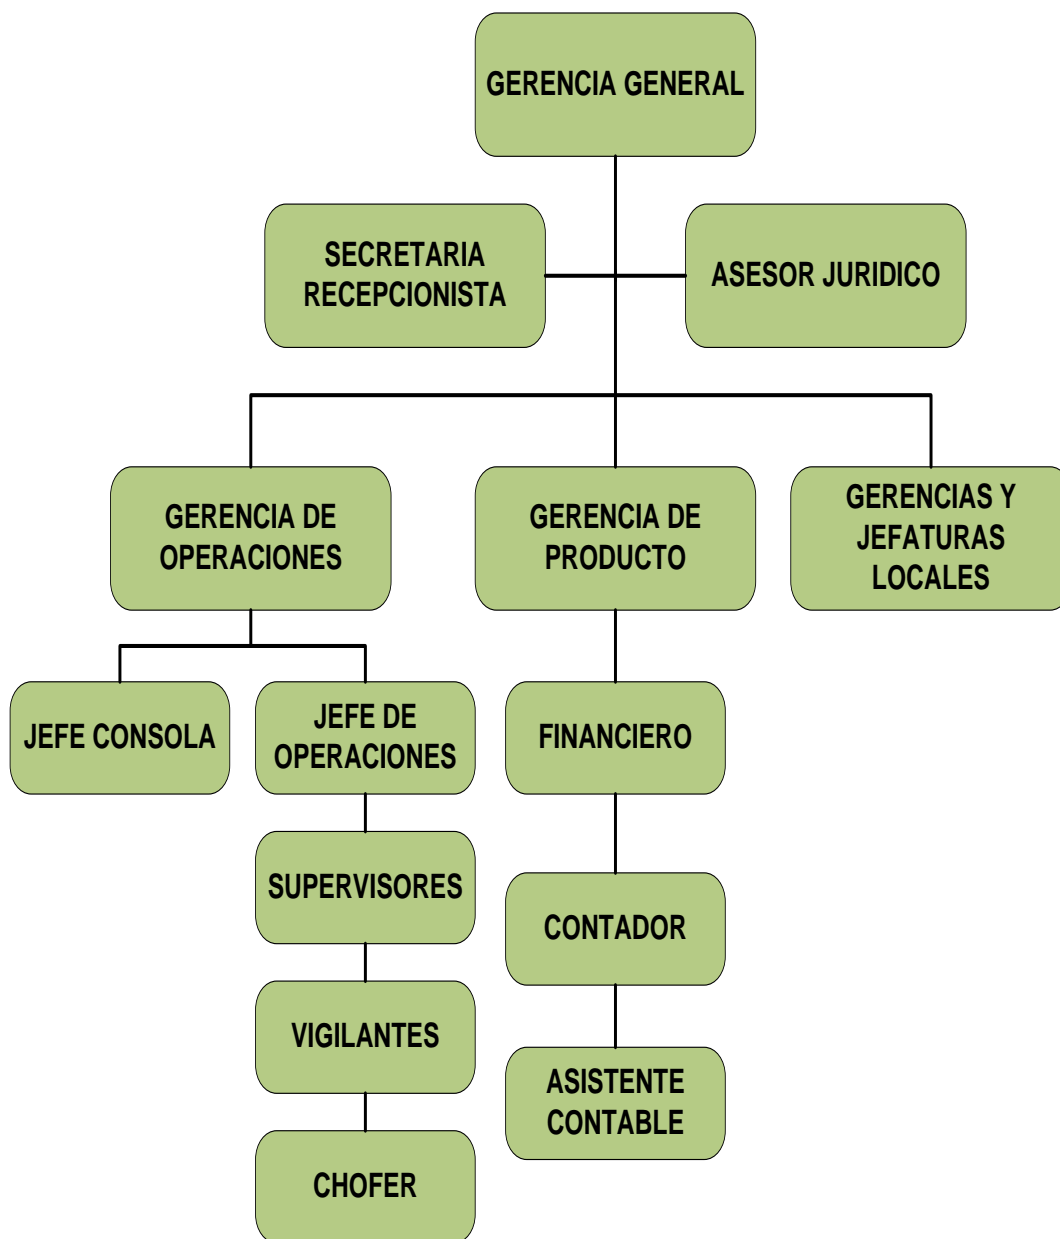 GERENCIA GENERAL
SECRETARIA
RECEPCIONISTA
ASESOR JURIDICO
GERENCIA DE
OPERACIONES
GERENCIA DE
PRODUCTO
GERENCIAS Y
JEFATURAS
LOCALES
JEFE CONSOLA
JEFE DE
OPERACIONES
FINANCIERO
SUPERVISORES
CONTADOR
VIGILANTES
ASISTENTE
CONTABLE
CHOFER